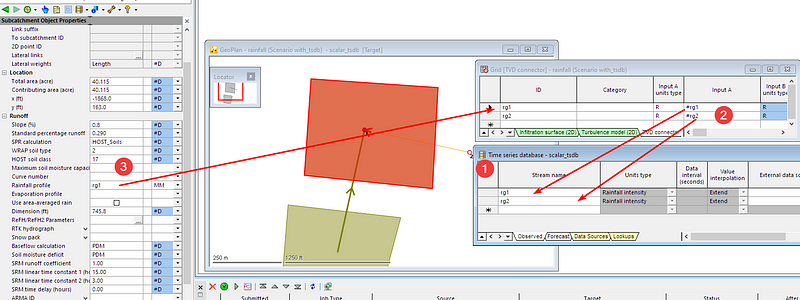 Subcatchment Object Properties
Link suffix
To subcatchment ID
2D point ID
Lateral links ...
Lateral weights Length #D
Location
Total area (acre) 40.115 #D
Contributing area (acre) 40.115 #D
x (ft) -1868.0 #D
y (ft) 163.0 #D
Runoff
Slope (%) 0.8 #D
Standard percentage runoff 0.290 #D
SPR calculation HOST_Soils #D
WRAP soil type 2 #D
HOST soil class 17 #D
Maximum soil moisture capaci
Curve number
Rainfall profile rg1 MM
Evaporation profile
Use area-averaged rain
Dimension (ft) 745.8 #D
ReFH/ReFH2 Parameters ...
RTK hydrograph
Snow pack
Baseflow calculation PDM #D
Soil moisture deficit PDM #D
SRM runoff coefficient 1.00 #D
SRM linear time constant 1 (h 15.00 #D
SRM linear time constant 2 (h 3.00 #D
SRM time delay (hours) 0.00 #D
ARMA ID
3
GeoPlan - rainfall (Scenario with_tsdb) - scalar_tsdb [Target]
Locator
250 m
1250 ft
Grid [TVD connector] - rainfall (Scenario with_tsdb)
ID Category Input A units type Input A Input B units type
rg1 R #rg1 R
rg2 R #rg2 R
2
Infiltration surface (2D) Turbulence model (2D) TVD connector
1
Time series database - scalar_tsdb
Stream name Units type Data interval (seconds) Value interpolation External data so
rg1 Rainfall intensity Extend
rg2 Rainfall intensity Extend
Observed Forecast Data Sources Lookups
Submitted Job Type Source Target Status After